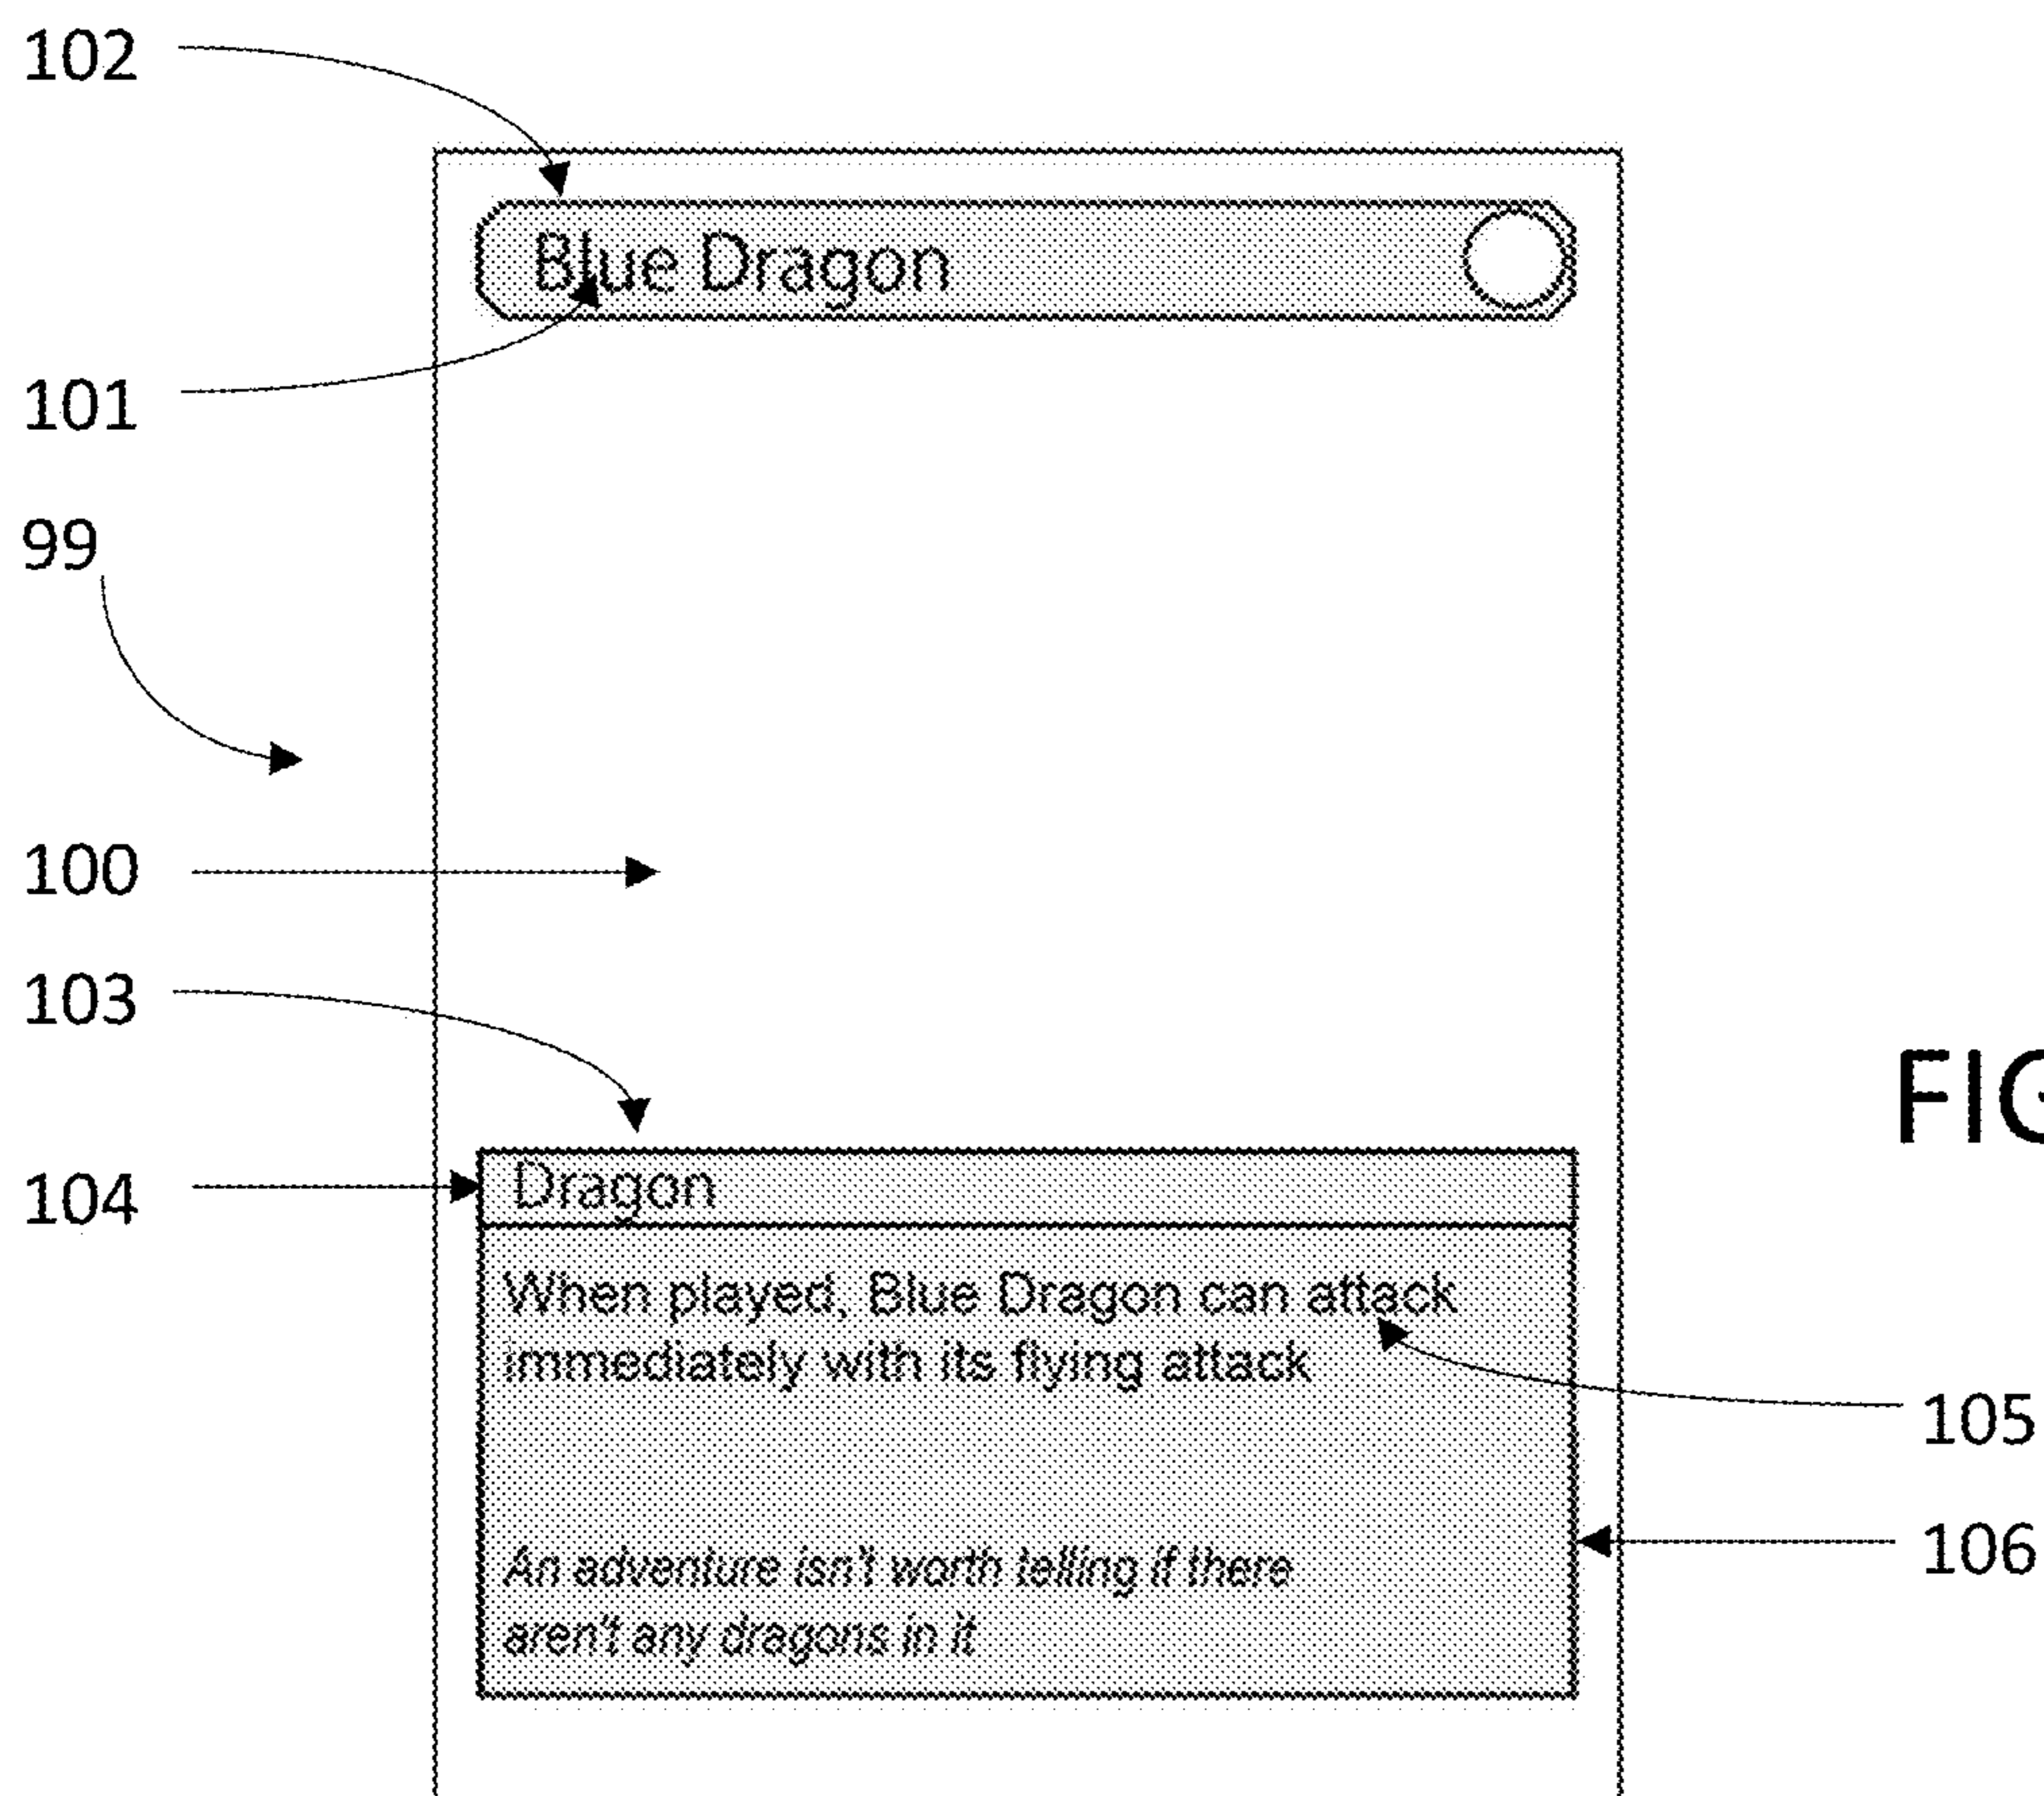 102
Blue Dragon
101
99
100
103
FIG
104
Dragon
When played, Blue Dragon can attack
immediately with its flying attack
105
An adventure isn't worth telling if there
aren't any dragons in it
106